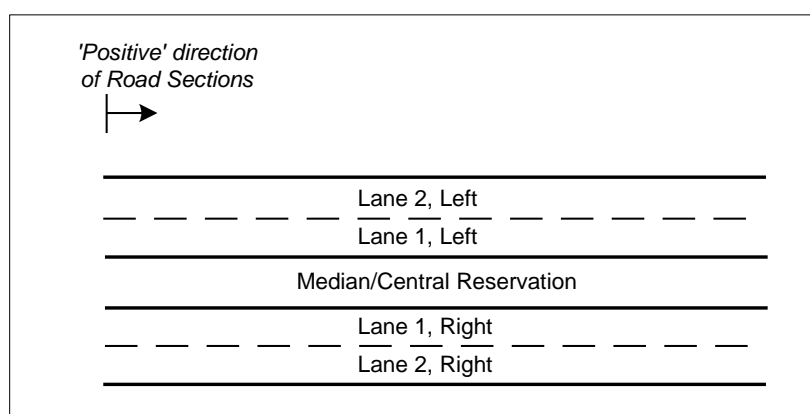 'Positive' direction
of Road Sections
Lane 2, Left
Lane 1, Left
Median/Central Reservation
Lane 1, Right
Lane 2, Right